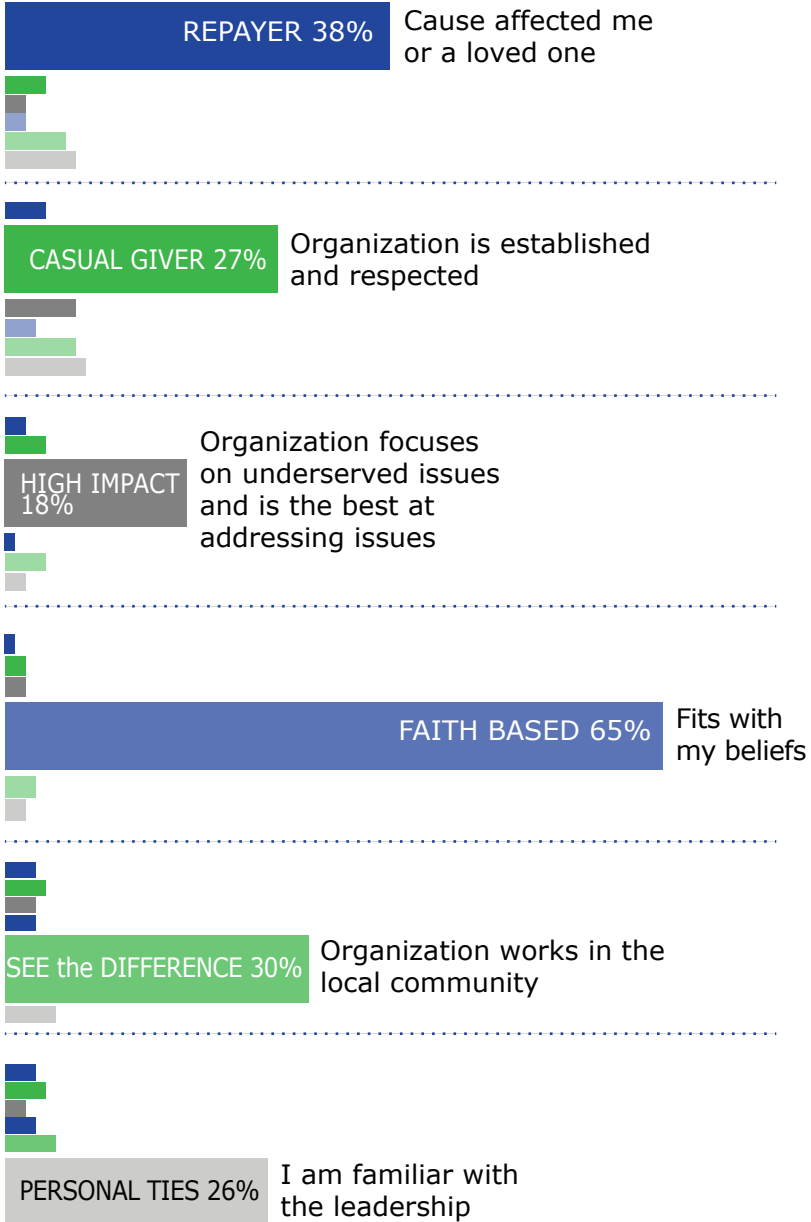 REPAYER 38%
Cause affected me
or a loved one
CASUAL GIVER 27%
Organization is established
and respected
HIGH IMPACT
18%
Organization focuses
on underserved issues
and is the best at
addressing issues
FAITH BASED 65%
Fits with
my beliefs
SEE the DIFFERENCE 30%
Organization works in the
local community
PERSONAL TIES 26%
I am familiar with
the leadership